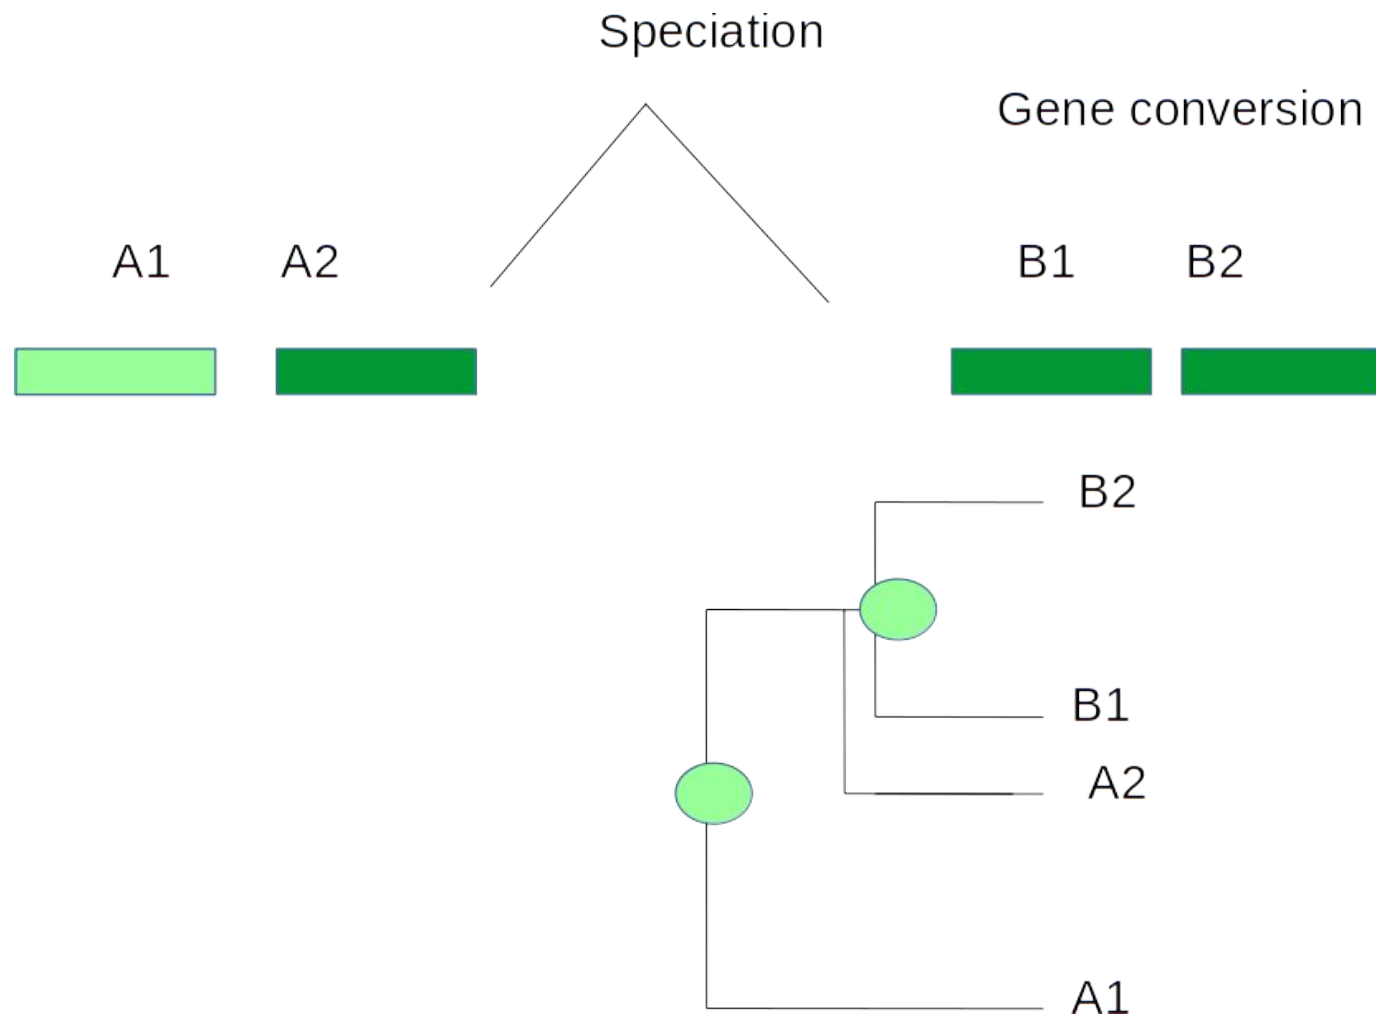 Speciation
Gene conversion
A1 A2 B1 B2
B2
B1
A2
A1